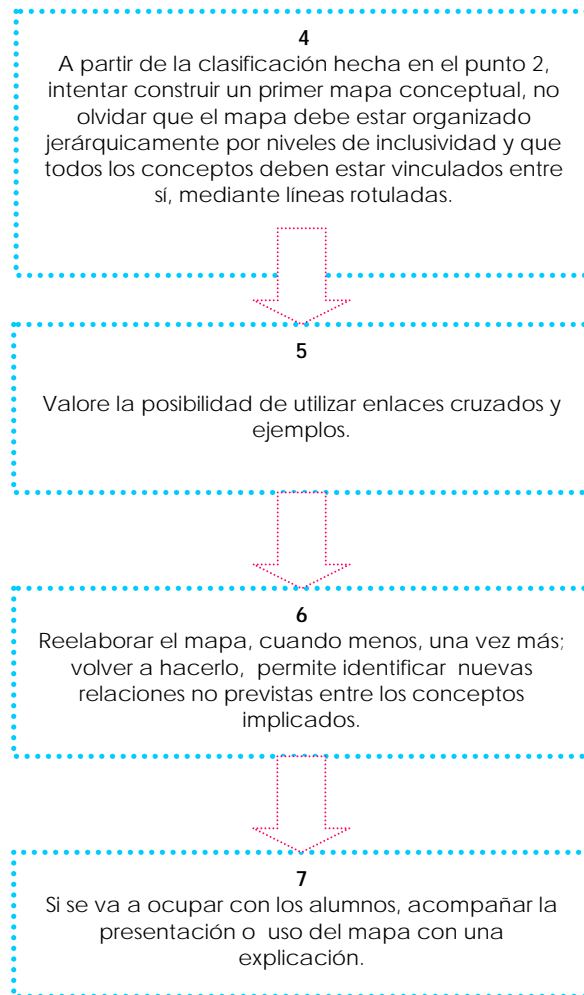 4
A partir de la clasificación hecha en el punto 2,
intentar construir un primer mapa conceptual, no
olvidar que el mapa debe estar organizado
jerárquicamente por niveles de inclusividad y que
todos los conceptos deben estar vinculados entre
sí, mediante líneas rotuladas.
5
Valore la posibilidad de utilizar enlaces cruzados y
ejemplos.
6
Reelaborar el mapa, cuando menos, una vez más;
volver a hacerlo, permite identificar nuevas
relaciones no previstas entre los conceptos
implicados.
7
Si se va a ocupar con los alumnos, acompañar la
presentación o uso del mapa con una
explicación.